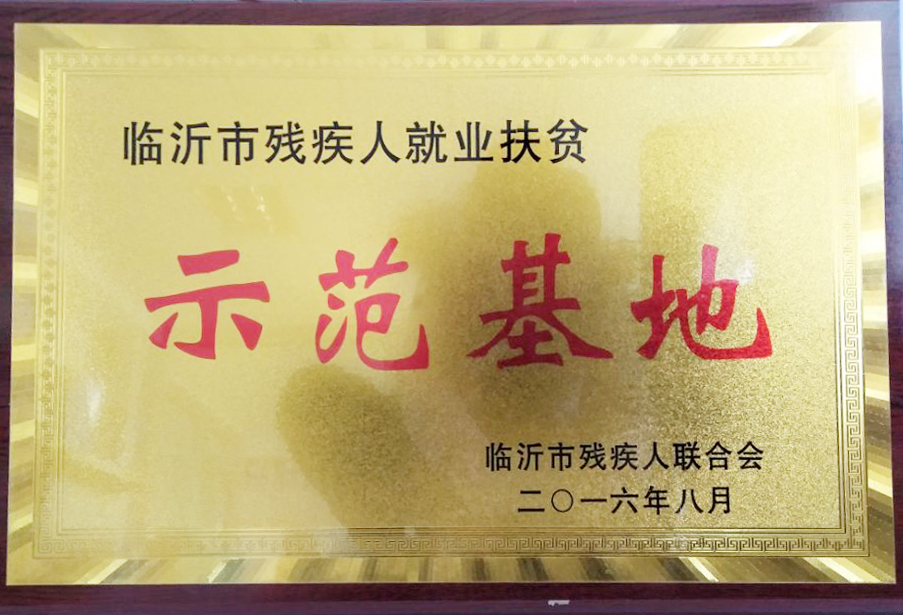 临沂市残疾人就业扶贫
示范基地
临沂市残疾人联合会
二〇一六年八月